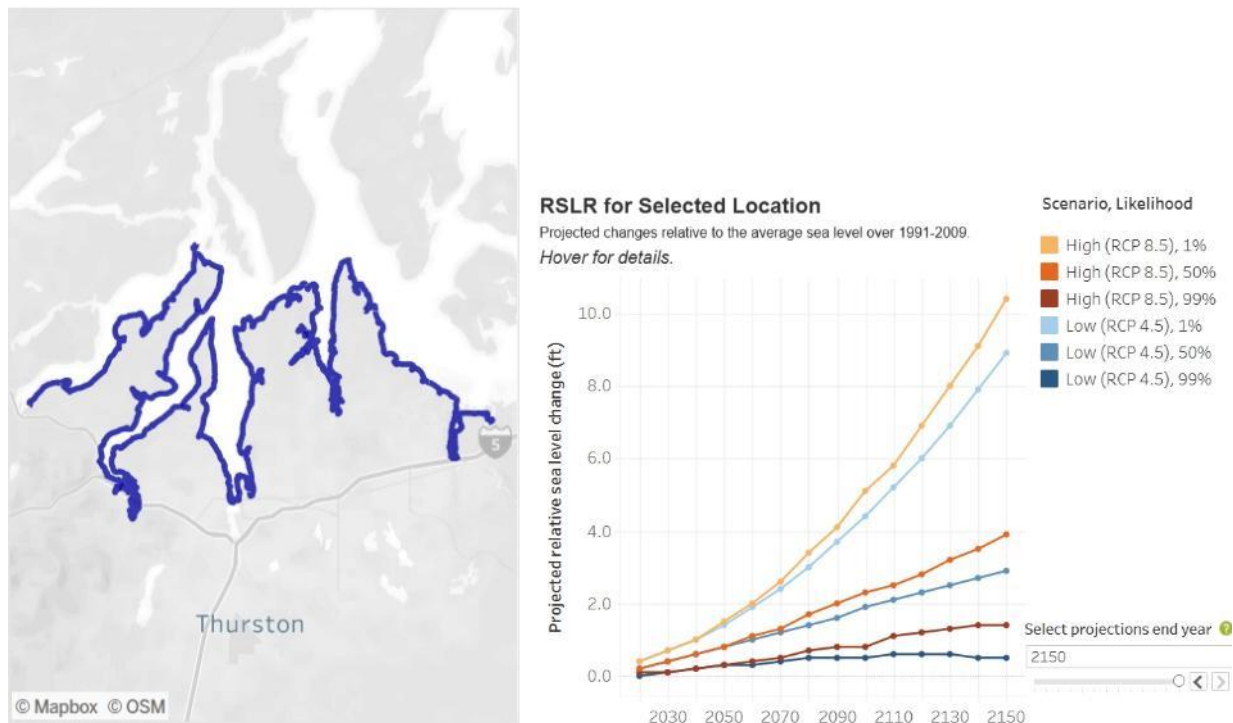 5
Thurston
© Mapbox © OSM
RSLR for Selected Location
Projected changes relative to the average sea level over 1991-2009.
Hover for details.
Projected relative sea level change (ft)
10.0
8.0
6.0
4.0
2.0
0.0
2030 2050 2070 2090 2110 2130 2150
Scenario, Likelihood
High (RCP 8.5), 1%
High (RCP 8.5), 50%
High (RCP 8.5), 99%
Low (RCP 4.5), 1%
Low (RCP 4.5), 50%
Low (RCP 4.5), 99%
Select projections end year ?
2150